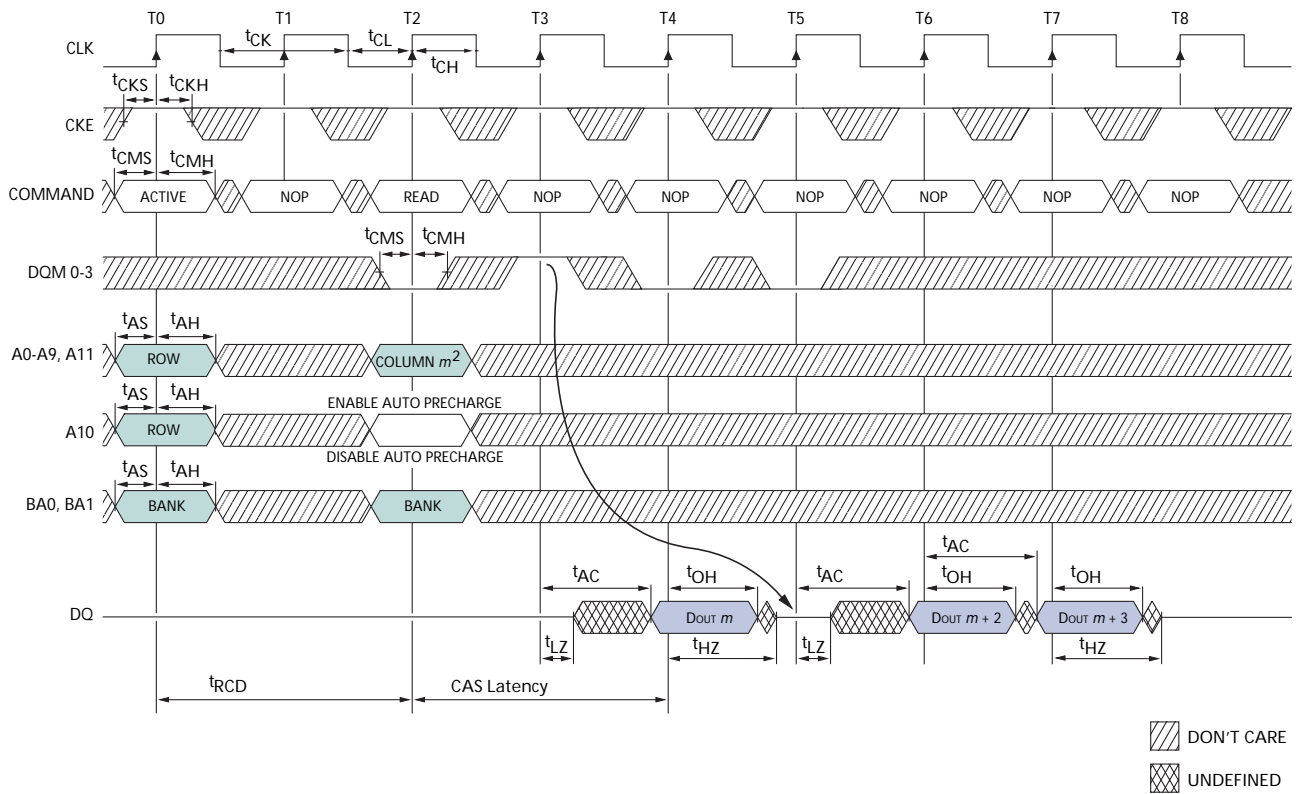 T0 T1 T2 T3 T4 T5 T6 T7 T8
CLK tCK tCL tCH
tCKS tCKH
CKE
tCMS tCMH
COMMAND ACTIVE NOP READ NOP NOP NOP NOP NOP NOP
tCMS tCMH
DQM 0-3
tAS tAH
A0-A9, A11 ROW COLUMN m2
tAS tAH ENABLE AUTO PRECHARGE
A10 ROW
DISABLE AUTO PRECHARGE
tAS tAH
BA0, BA1 BANK BANK
tAC
tAC tOH tAC tOH tOH
DQ DOUT m DOUT m + 2 DOUT m + 3
tLZ tHZ tLZ tHZ
tRCD CAS Latency
DON'T CARE
UNDEFINED